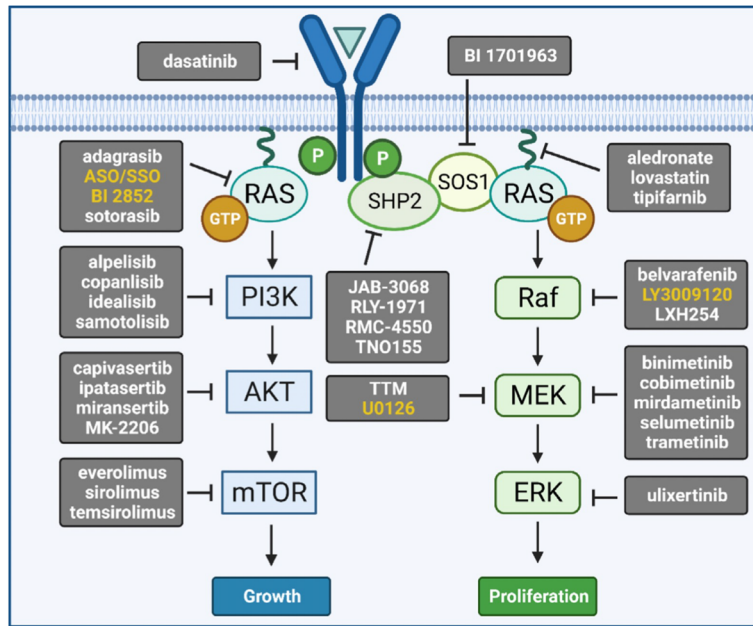 dasatinib
BI 1701963
P
P
adagrasib
ASO/SSO
BI 2852
sotorasib
RAS
GTP
SHP2
SOS1
RAS
GTP
aledronate
lovastatin
tipifarnib
alpelisib
copanlisib
idealisib
samotolisib
PI3K
JAB-3068
RLY-1971
RMC-4550
TNO155
Raf
belvarafenib
LY3009120
LXH254
capivasertib
ipatasertib
miransertib
MK-2206
AKT
TTM
U0126
MEK
binimetinib
cobimetinib
mirdametinib
selumetinib
trametinib
everolimus
sirolimus
temsirolimus
mTOR
ERK
ulixertinib
Growth
Proliferation